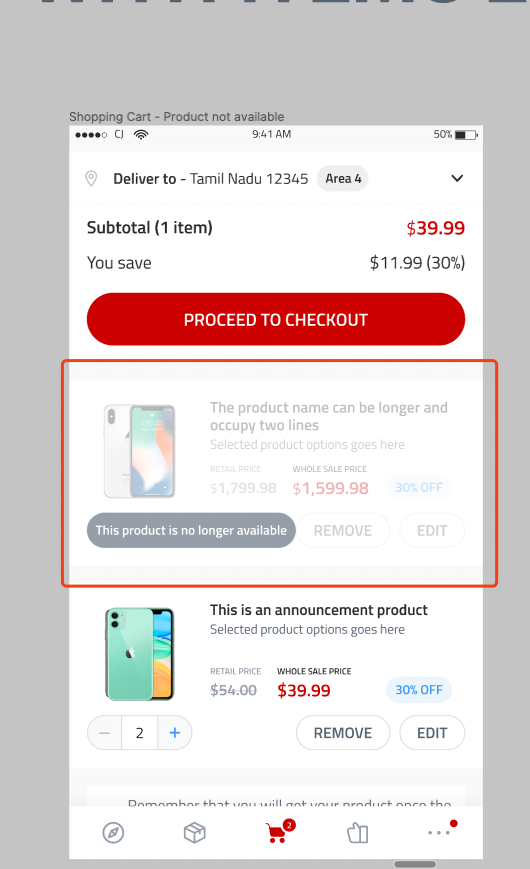 Shopping Cart - Product not available
CJ
9:41 AM
50%
Deliver to - Tamil Nadu 12345 Area 4
Subtotal (1 item) $39.99
You save $11.99 (30%)
PROCEED TO CHECKOUT
09:41
The product name can be longer and
occupy two lines
Selected product options goes here
RETAIL PRICE WHOLE SALE PRICE
$1,799.98 $1,599.98 30% OFF
This product is no longer available REMOVE EDIT
This is an announcement product
Selected product options goes here
RETAIL PRICE WHOLE SALE PRICE
$54.00 $39.99 30% OFF
− 2 + REMOVE EDIT
Remember that you will get your product once the
2